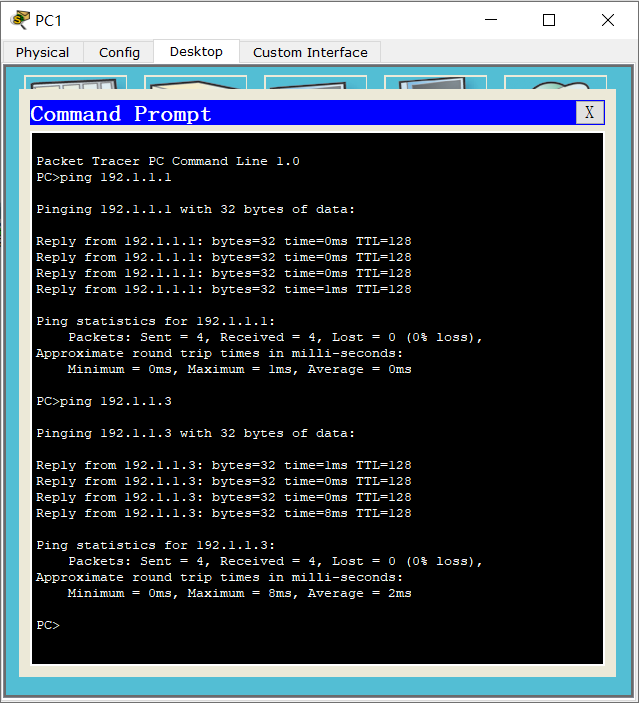 PC1
Physical Config Desktop Custom Interface
Command Prompt X
Packet Tracer PC Command Line 1.0
PC>ping 192.1.1.1
Pinging 192.1.1.1 with 32 bytes of data:
Reply from 192.1.1.1: bytes=32 time=0ms TTL=128
Reply from 192.1.1.1: bytes=32 time=0ms TTL=128
Reply from 192.1.1.1: bytes=32 time=0ms TTL=128
Reply from 192.1.1.1: bytes=32 time=1ms TTL=128
Ping statistics for 192.1.1.1:
    Packets: Sent = 4, Received = 4, Lost = 0 (0% loss),
Approximate round trip times in milli-seconds:
    Minimum = 0ms, Maximum = 1ms, Average = 0ms
PC>ping 192.1.1.3
Pinging 192.1.1.3 with 32 bytes of data:
Reply from 192.1.1.3: bytes=32 time=1ms TTL=128
Reply from 192.1.1.3: bytes=32 time=0ms TTL=128
Reply from 192.1.1.3: bytes=32 time=0ms TTL=128
Reply from 192.1.1.3: bytes=32 time=8ms TTL=128
Ping statistics for 192.1.1.3:
    Packets: Sent = 4, Received = 4, Lost = 0 (0% loss),
Approximate round trip times in milli-seconds:
    Minimum = 0ms, Maximum = 8ms, Average = 2ms
PC>